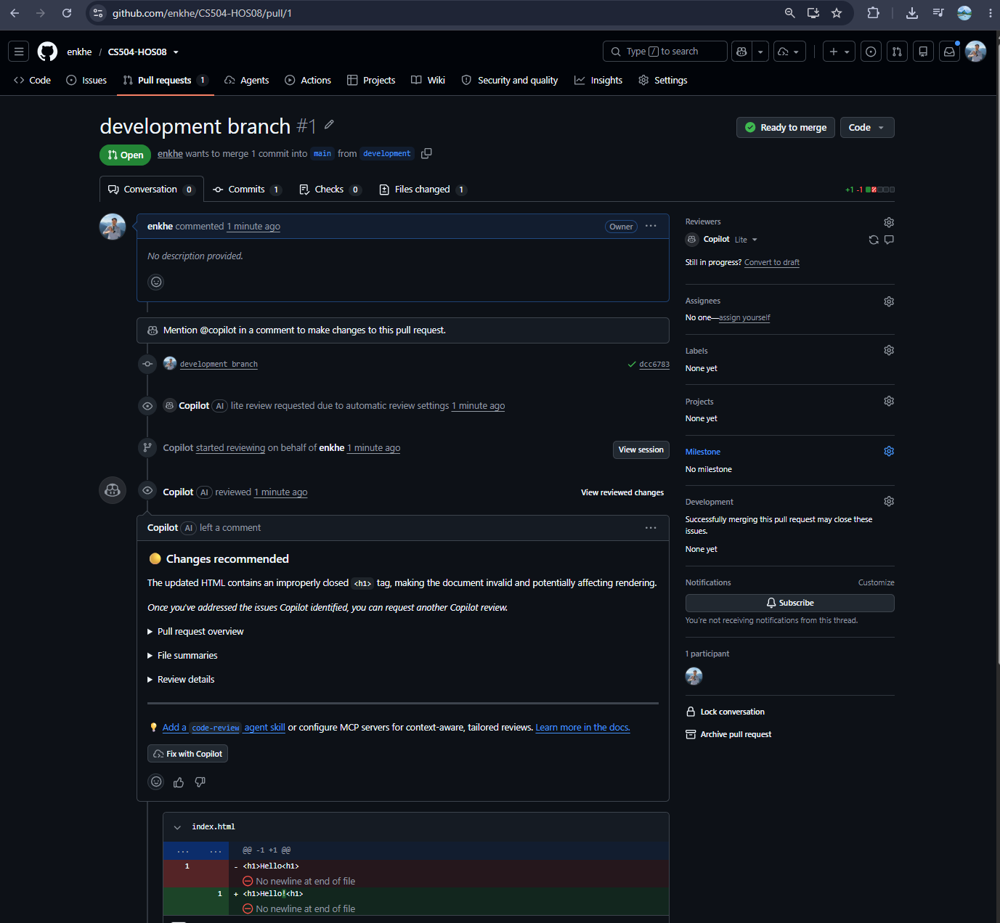 github.com/enkhe/CS504-HOS08/pull/1
enkhe / CS504-HOS08
Type / to search
Code
Issues
Pull requests 1
Agents
Actions
Projects
Wiki
Security and quality
Insights
Settings
development branch #1
Ready to merge
Code
Open
enkhe wants to merge 1 commit into main from development
Conversation 0
Commits 1
Checks 0
Files changed 1
+1 -1
enkhe commented 1 minute ago
Owner
No description provided.
Mention @copilot in a comment to make changes to this pull request.
development branch
dcc6783
Copilot AI lite review requested due to automatic review settings 1 minute ago
Copilot started reviewing on behalf of enkhe 1 minute ago
View session
Copilot AI reviewed 1 minute ago
View reviewed changes
Copilot AI left a comment
Changes recommended
The updated HTML contains an improperly closed <h1> tag, making the document invalid and potentially affecting rendering.
Once you've addressed the issues Copilot identified, you can request another Copilot review.
Pull request overview
File summaries
Review details
Add a code-review agent skill or configure MCP servers for context-aware, tailored reviews. Learn more in the docs.
Fix with Copilot
index.html
... ... @@ -1 +1 @@
1 - <h1>Hello<h1>
No newline at end of file
1 + <h1>Hello!<h1>
No newline at end of file
Reviewers
Copilot Lite
Still in progress? Convert to draft
Assignees
No one—assign yourself
Labels
None yet
Projects
None yet
Milestone
No milestone
Development
Successfully merging this pull request may close these
issues.
None yet
Notifications
Customize
Subscribe
You're not receiving notifications from this thread.
1 participant
Lock conversation
Archive pull request